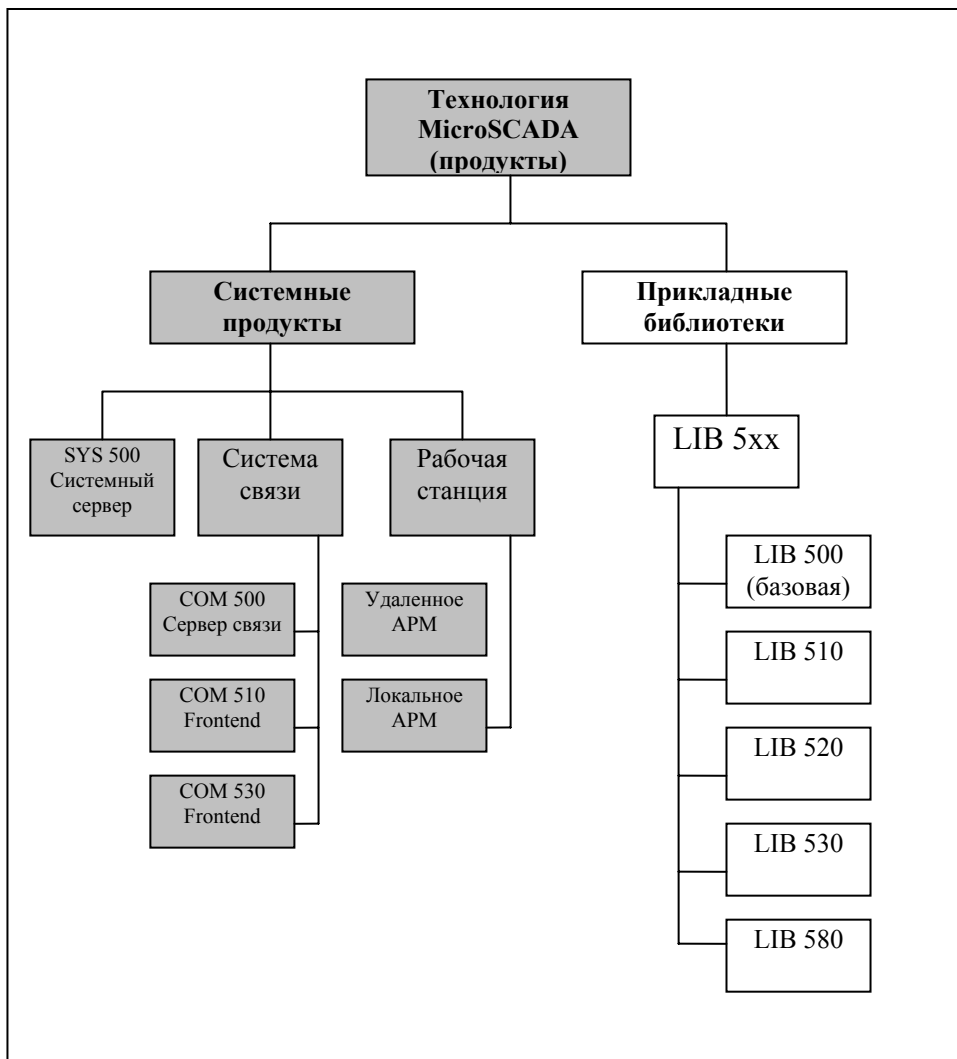 Технология
MicroSCADA
(продукты)
Системные
продукты
Прикладные
библиотеки
SYS 500
Системный
сервер
Система
связи
Рабочая
станция
LIB 5xx
COM 500
Сервер связи
COM 510
Frontend
COM 530
Frontend
Удаленное
АРМ
Локальное
АРМ
LIB 500
(базовая)
LIB 510
LIB 520
LIB 530
LIB 580